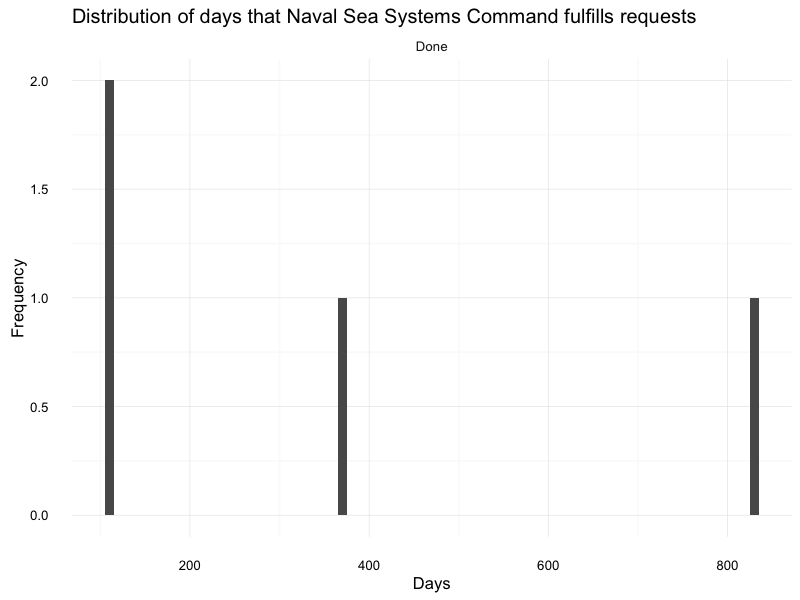 Distribution of days that Naval Sea Systems Command fulfills requests
Done
2.0
1.5
1.0
0.5
0.0
Frequency
200 400 600 800
Days